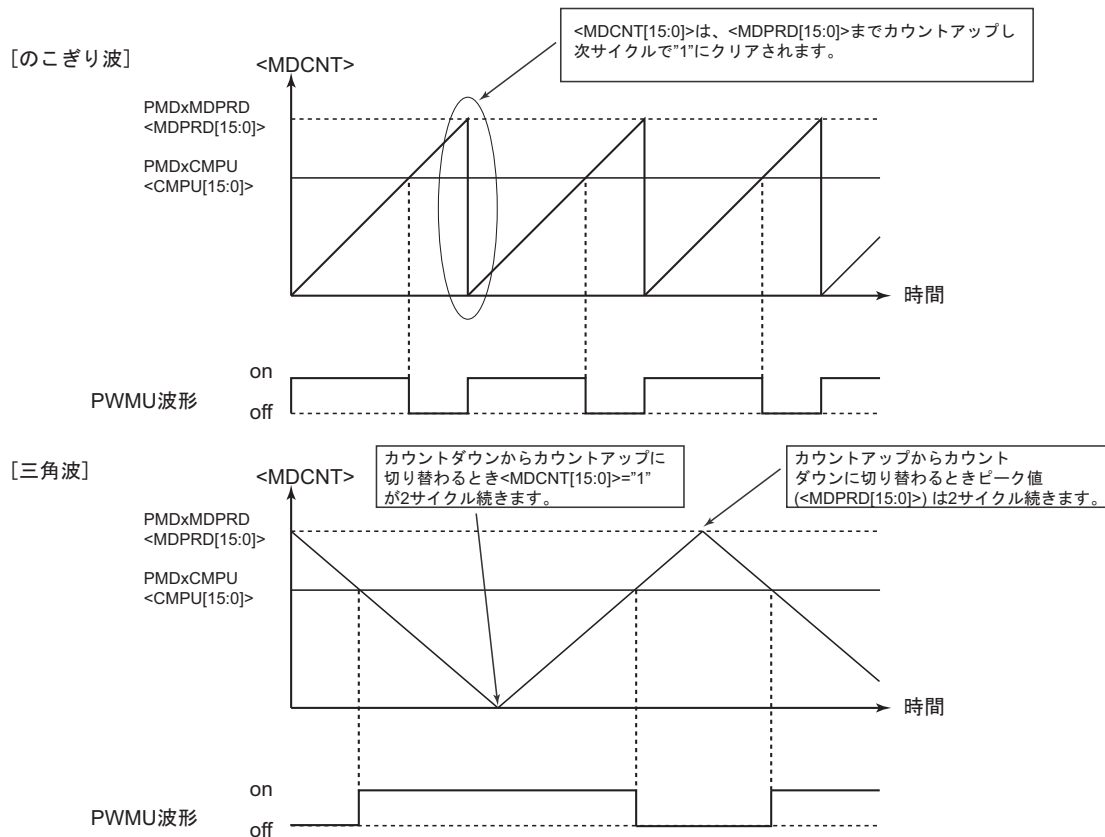 [のこぎり波]
<MDCNT[15:0]>は、<MDPRD[15:0]>までカウントアップし
次サイクルで"1"にクリアされます。
<MDCNT>
PMDxMDPRD
<MDPRD[15:0]>
PMDxCMPU
<CMPU[15:0]>
時間
on
PWMU波形
off
[三角波]
カウントダウンからカウントアップに
切り替わるとき<MDCNT[15:0]>="1"
が2サイクル続きます。
カウントアップからカウント
ダウンに切り替わるときピーク値
(<MDPRD[15:0]>) は2サイクル続きます。
<MDCNT>
PMDxMDPRD
<MDPRD[15:0]>
PMDxCMPU
<CMPU[15:0]>
時間
on
PWMU波形
off